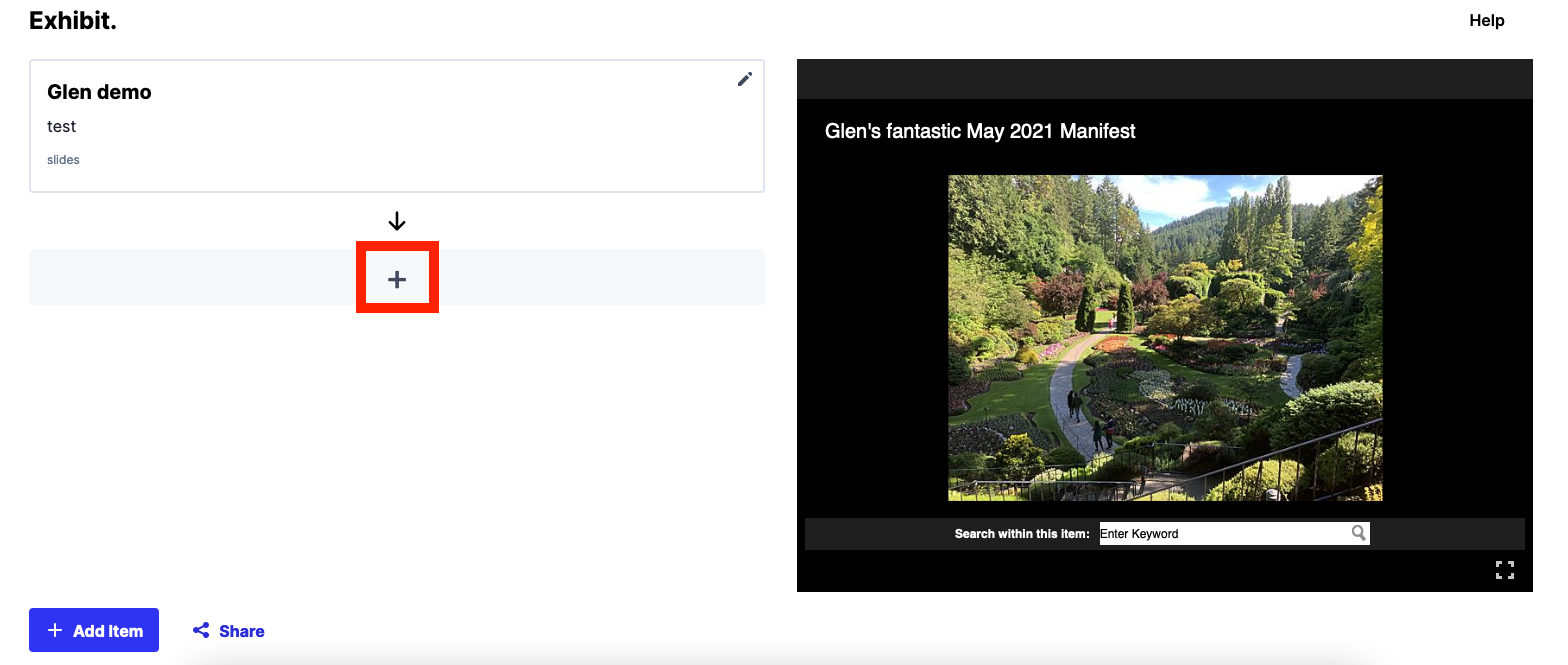 Exhibit.
Help
Glen demo
test
slides
Glen's fantastic May 2021 Manifest
Search within this item:
Enter Keyword
Add Item
Share